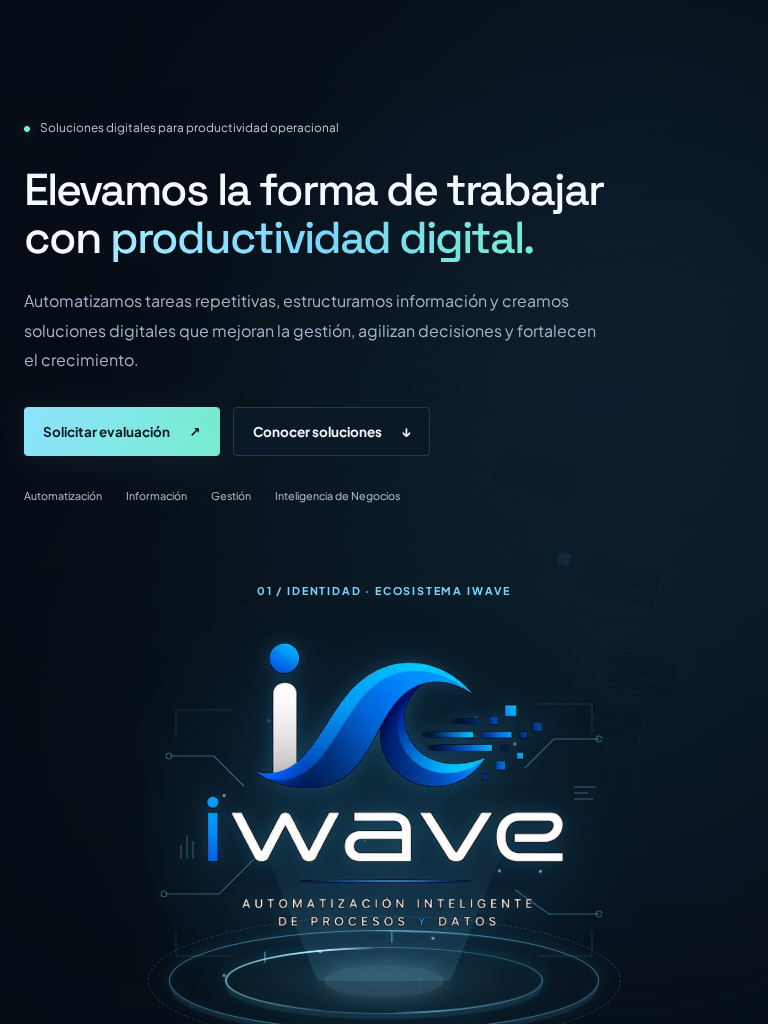 Soluciones digitales para productividad operacional
Elevamos la forma de trabajar
con productividad digital.
Automatizamos tareas repetitivas, estructuramos información y creamos
soluciones digitales que mejoran la gestión, agilizan decisiones y fortalecen
el crecimiento.
Solicitar evaluación ↗
Conocer soluciones ↓
Automatización Información Gestión Inteligencia de Negocios
01 / IDENTIDAD · ECOSISTEMA IWAVE
iwave
AUTOMATIZACIÓN INTELIGENTE
DE PROCESOS Y DATOS